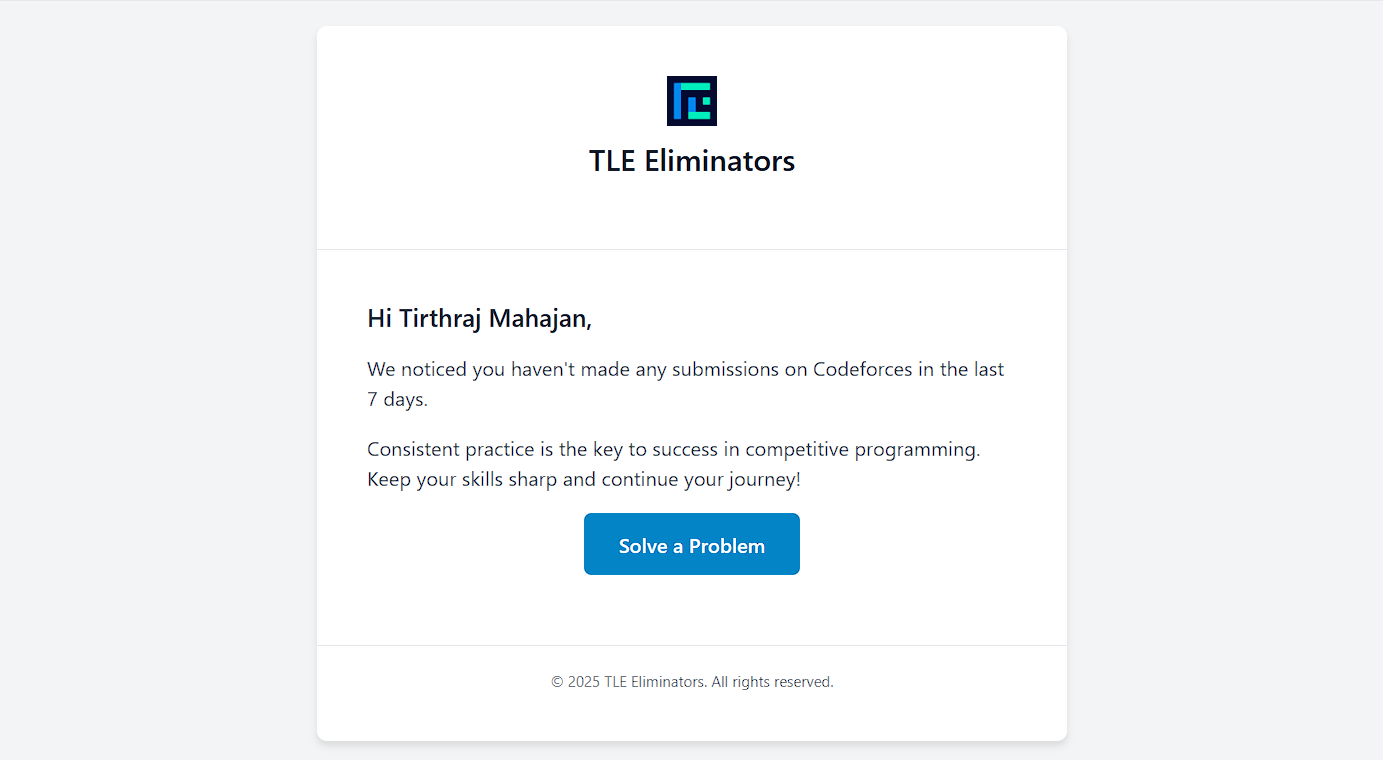 TLE Eliminators
Hi Tirthraj Mahajan,
We noticed you haven't made any submissions on Codeforces in the last
7 days.
Consistent practice is the key to success in competitive programming.
Keep your skills sharp and continue your journey!
Solve a Problem
© 2025 TLE Eliminators. All rights reserved.